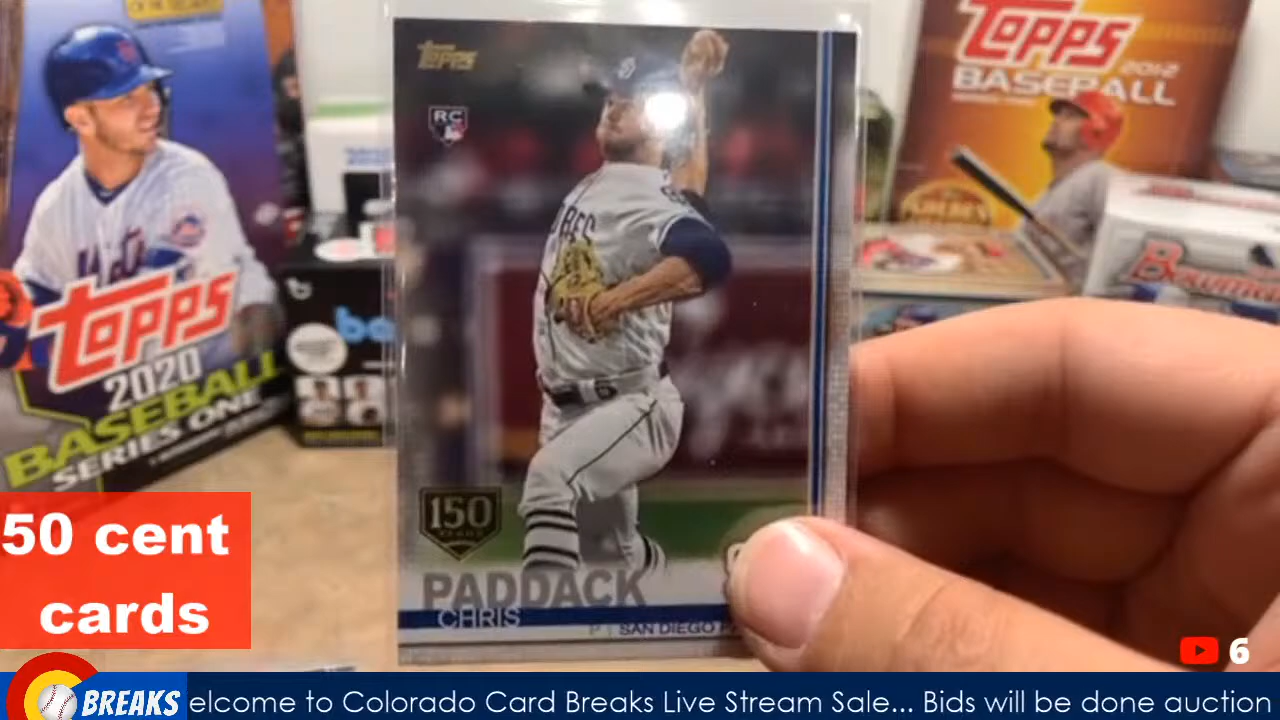 Topps
RC
150
YEARS
PADDACK
CHRIS
P | SAN DIEGO P
Mets
Topps
2020
BASEBALL
SERIES ONE
Topps
2012
BASEBALL
Bowman
50 cent
cards
6
BREAKS
elcome to Colorado Card Breaks Live Stream Sale... Bids will be done auction